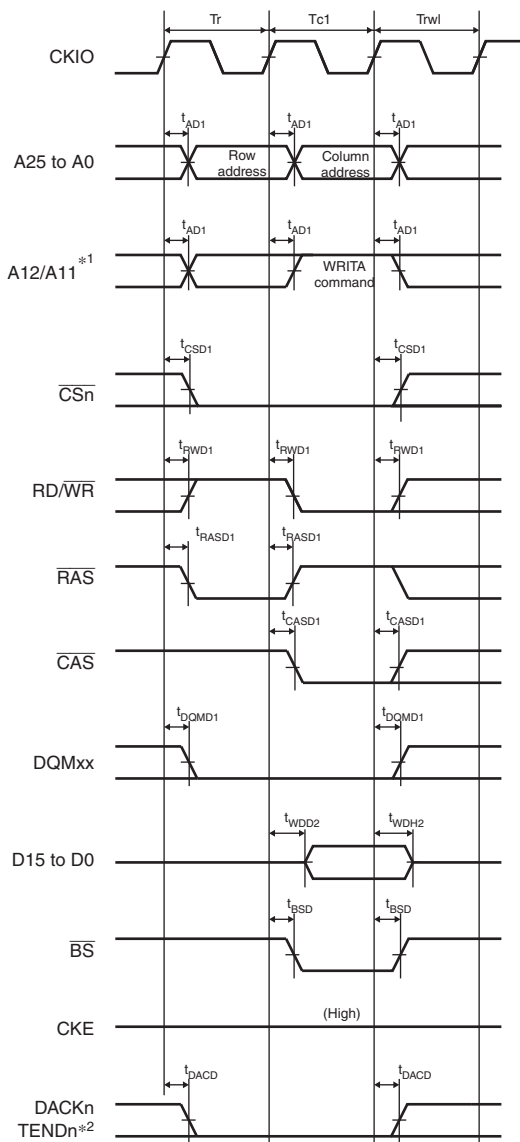 Tr Tc1 Trwl
CKIO
tAD1 tAD1 tAD1
A25 to A0
Row address
Column address
tAD1 tAD1 tAD1
A12/A11*1
WRITA command
tCSD1 tCSD1
CSn
tRWD1 tRWD1 tRWD1
RD/WR
tRASD1 tRASD1
RAS
tCASD1 tCASD1
CAS
tDQMD1 tDQMD1
DQMxx
tWDD2 tWDH2
D15 to D0
tBSD tBSD
BS
(High)
CKE
tDACD tDACD
DACKn
TENDn*2